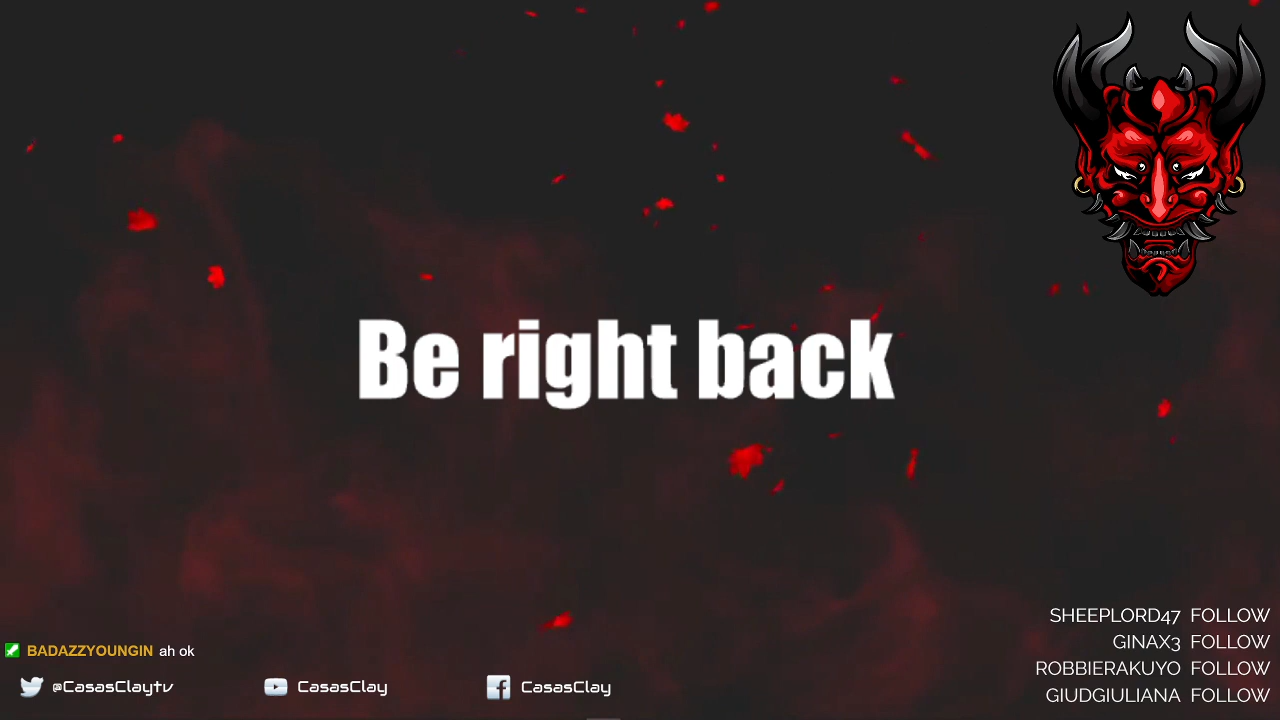 Be right back
SHEEPLORD47 FOLLOW
GINAX3 FOLLOW
ROBBIERAKUYO FOLLOW
GIUDGIULIANA FOLLOW
BADAZZYOUNGIN ah ok
@CasasClaytv CasasClay CasasClay